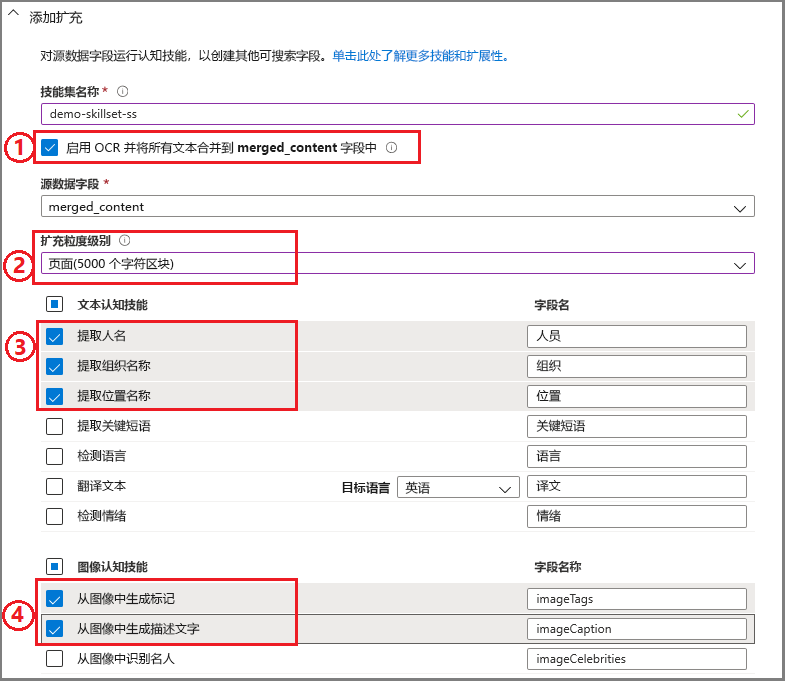 添加扩充
对源数据字段运行认知技能，以创建其他可搜索字段。单击此处了解更多技能和扩展性。
技能集名称 *
demo-skillset-ss
1 启用 OCR 并将所有文本合并到 merged_content 字段中
源数据字段 *
merged_content
扩充粒度级别
2 页面(5000 个字符区块)
文本认知技能 字段名
3 提取人名 人员
提取组织名称 组织
提取位置名称 位置
提取关键短语 关键短语
检测语言 语言
翻译文本 目标语言 英语 译文
检测情绪 情绪
图像认知技能 字段名称
4 从图像中生成标记 imageTags
从图像中生成描述文字 imageCaption
从图像中识别名人 imageCelebrities